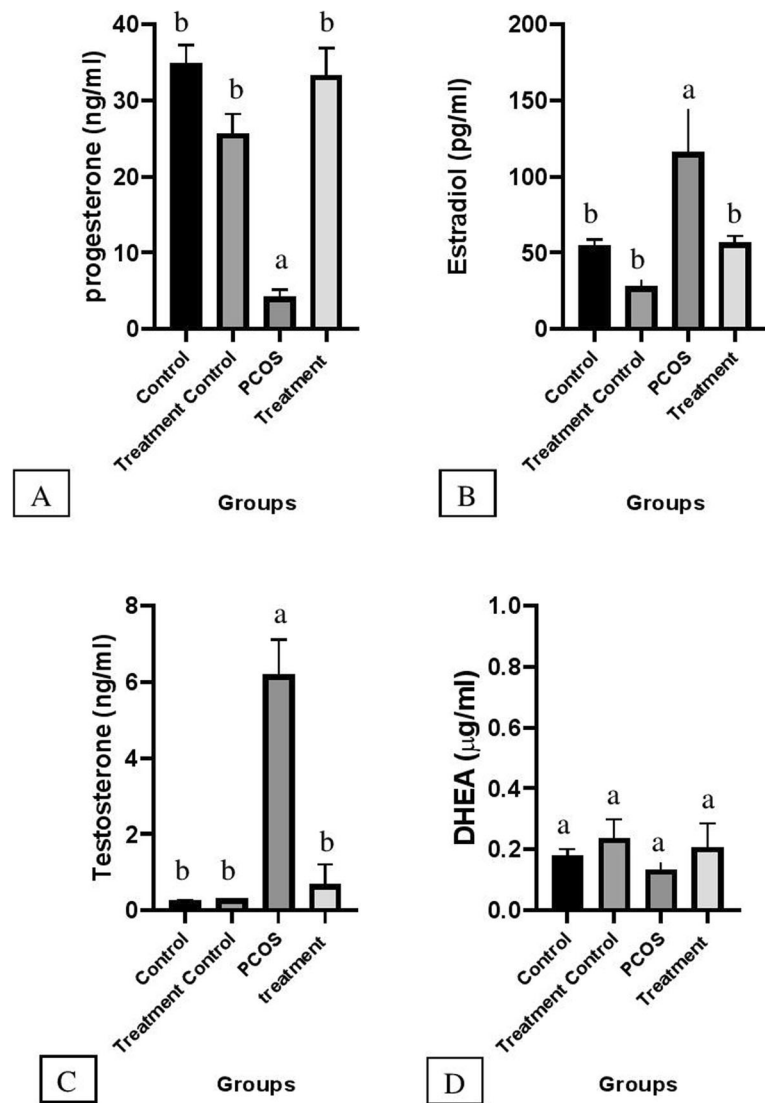 progesterone (ng/ml)
40
30
20
10
0
b
b
a
b
Control
Treatment Control
PCOS
Treatment
Groups
A
Estradiol (pg/ml)
200
150
100
50
0
b
b
a
b
Control
Treatment Control
PCOS
Treatment
Groups
B
Testosterone (ng/ml)
8
6
4
2
0
b
b
a
b
Control
Treatment Control
PCOS
treatment
Groups
C
DHEA (μg/ml)
1.0
0.8
0.6
0.4
0.2
0.0
a
a
a
a
Control
Treatment Control
PCOS
Treatment
Groups
D